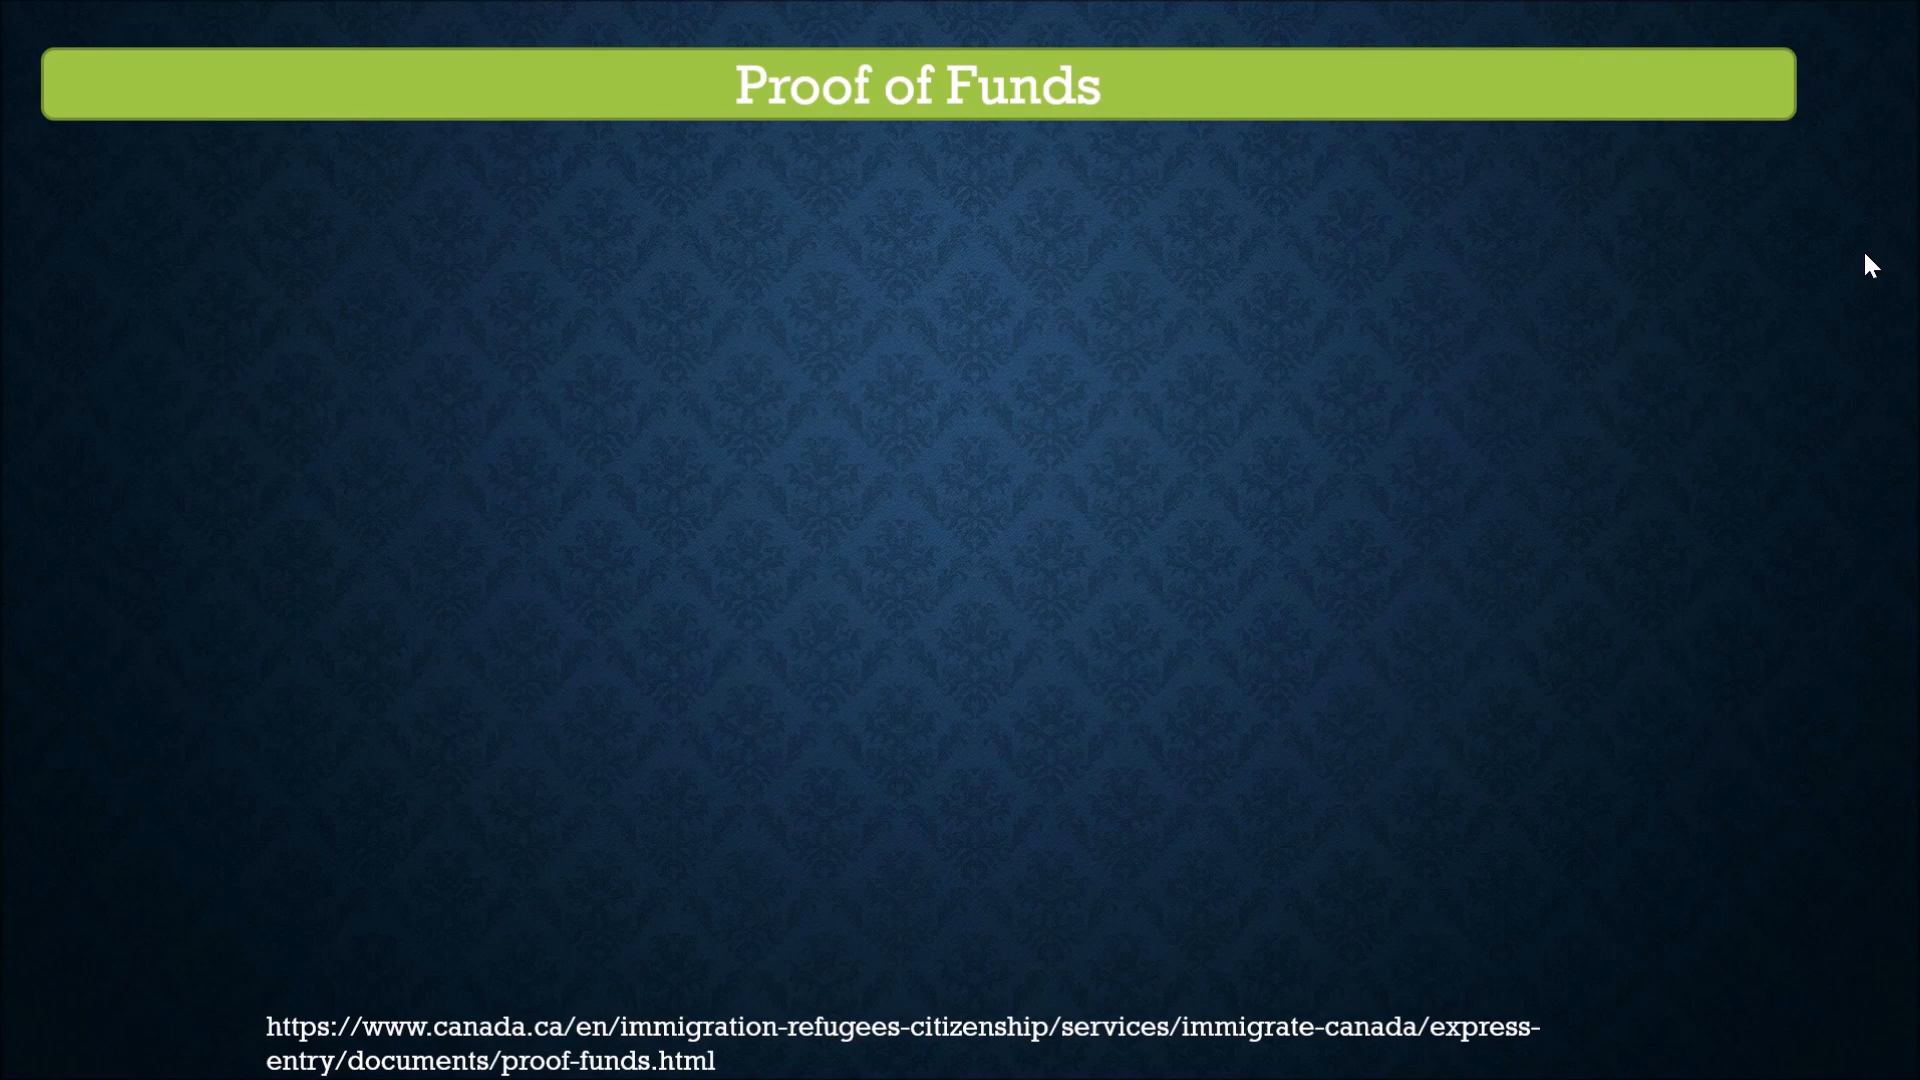 Proof of Funds
https://www.canada.ca/en/immigration-refugees-citizenship/services/immigrate-canada/express-
entry/documents/proof-funds.html